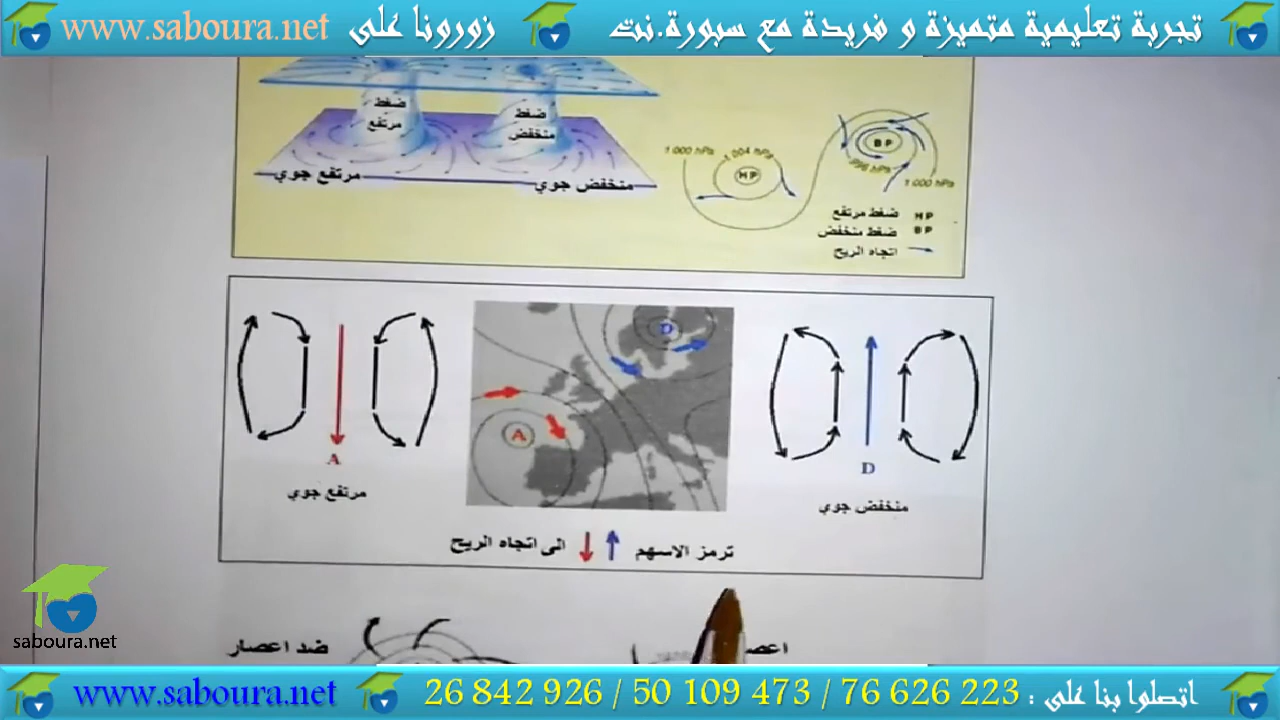 تجربة تعليمية متميزة و فريدة مع سبورة.نت زورونا على www.saboura.net
ضغط مرتفع
ضغط منخفض
مرتفع جوي
منخفض جوي
1 000 hPa
HP
BP
1 000 hPa
HP ضغط مرتفع
BP ضغط منخفض
اتجاه الريح
A
مرتفع جوي
D
A
D
منخفض جوي
ترمز الاسهم الى اتجاه الريح
ضد اعصار
saboura.net
اتصلوا بنا على : 26 842 926 / 50 109 473 / 76 626 223 www.saboura.net